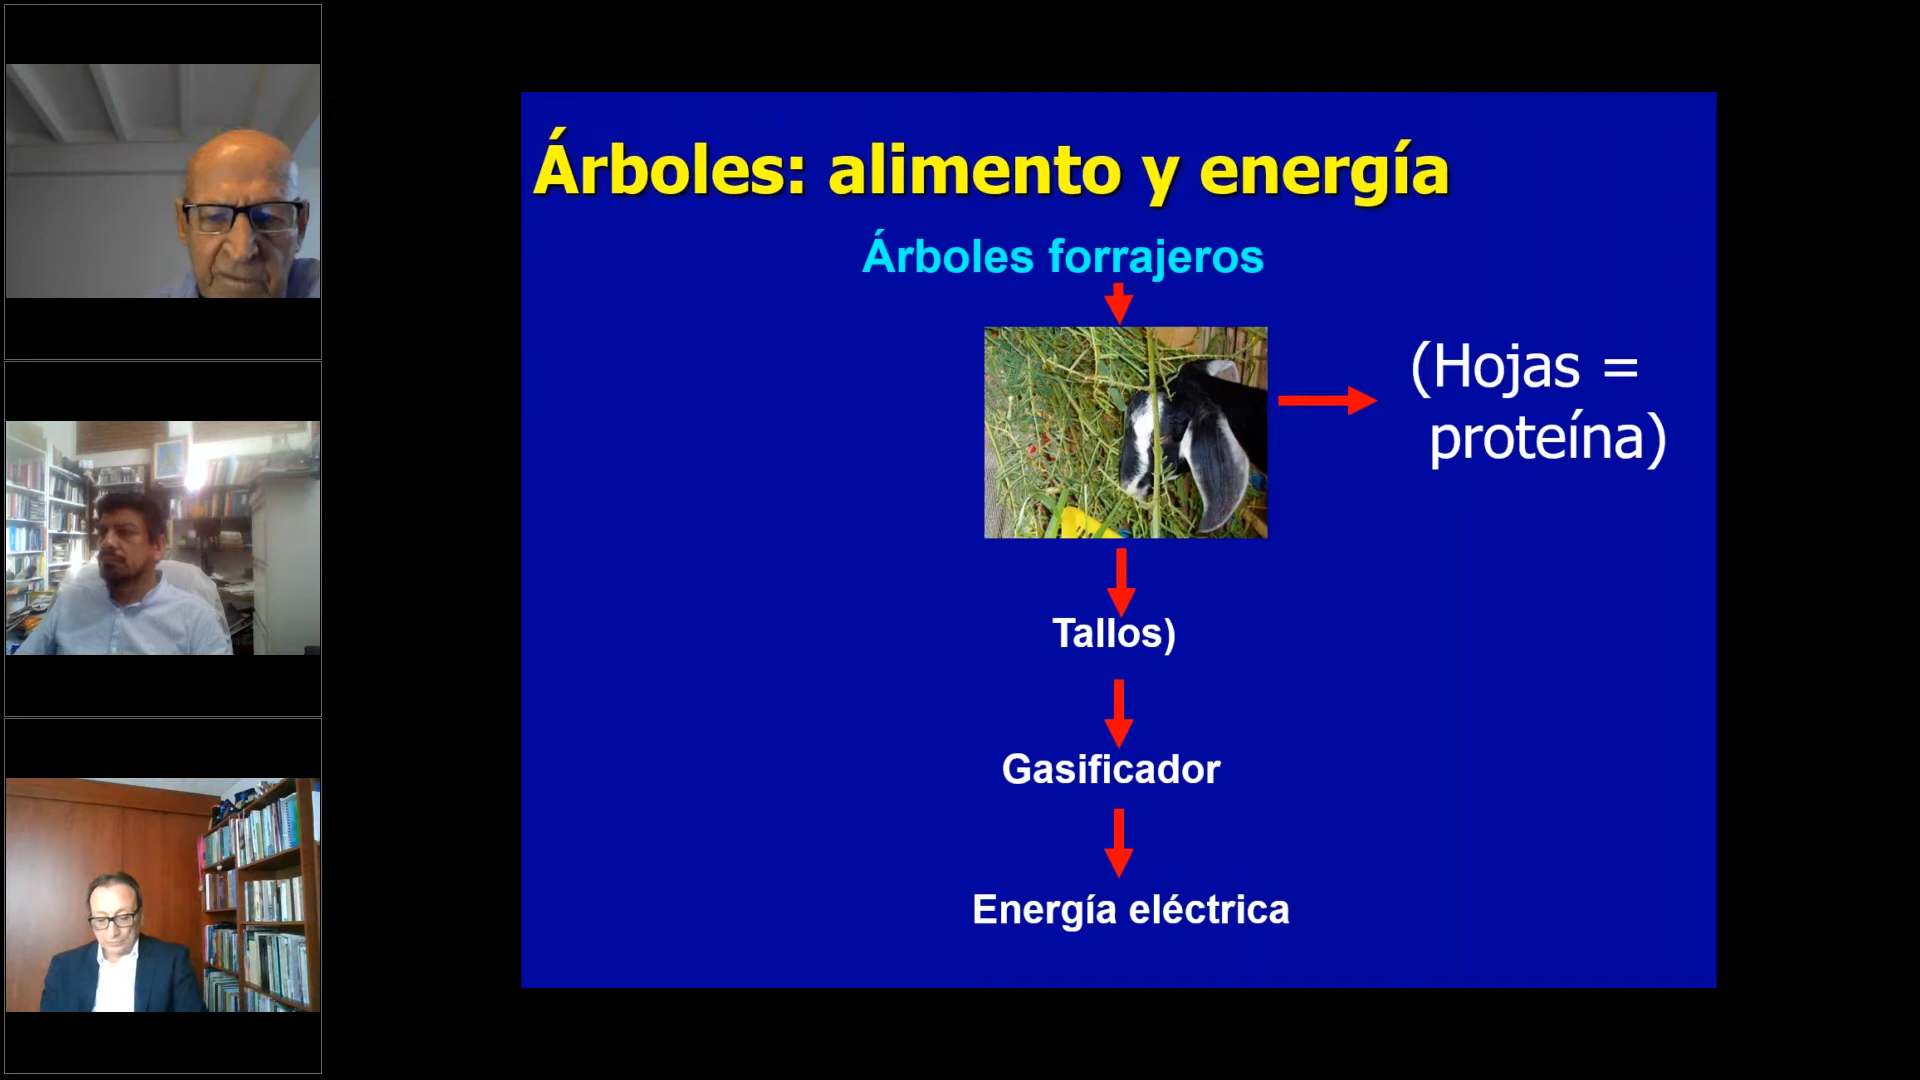 Árboles: alimento y energía
Árboles forrajeros
(Hojas =
proteína)
Tallos)
Gasificador
Energía eléctrica